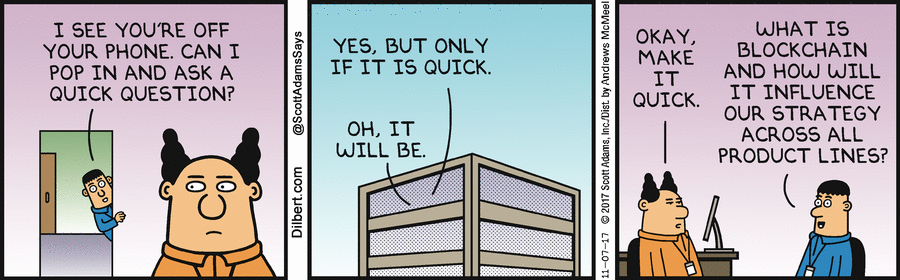 I SEE YOU'RE OFF
YOUR PHONE. CAN I
POP IN AND ASK A
QUICK QUESTION?
Dilbert.com @ScottAdamsSays
YES, BUT ONLY
IF IT IS QUICK.
OH, IT
WILL BE.
11-07-17 © 2017 Scott Adams, Inc./Dist. by Andrews McMeel
OKAY,
MAKE
IT
QUICK.
WHAT IS
BLOCKCHAIN
AND HOW WILL
IT INFLUENCE
OUR STRATEGY
ACROSS ALL
PRODUCT LINES?